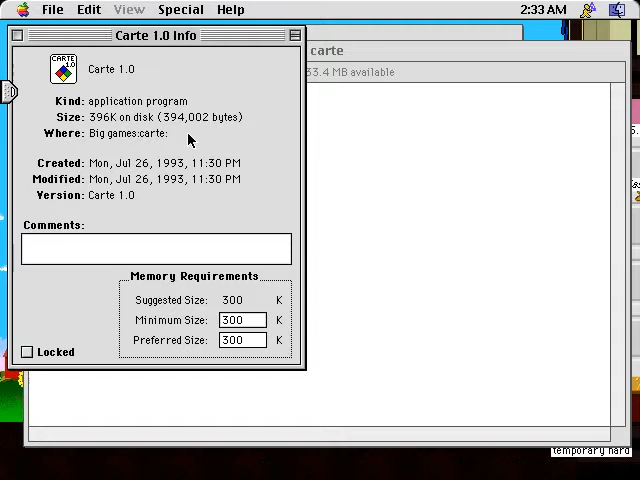 File Edit View Special Help 2:33 AM
Carte 1.0 Info
carte
CARTE
1.0
Carte 1.0
33.4 MB available
Kind: application program
Size: 396K on disk (394,002 bytes)
Where: Big games:carte:
Created: Mon, Jul 26, 1993, 11:30 PM
Modified: Mon, Jul 26, 1993, 11:30 PM
Version: Carte 1.0
Comments:
Memory Requirements
Suggested Size: 300 K
Minimum Size: 300 K
Preferred Size: 300 K
Locked
temporary hard